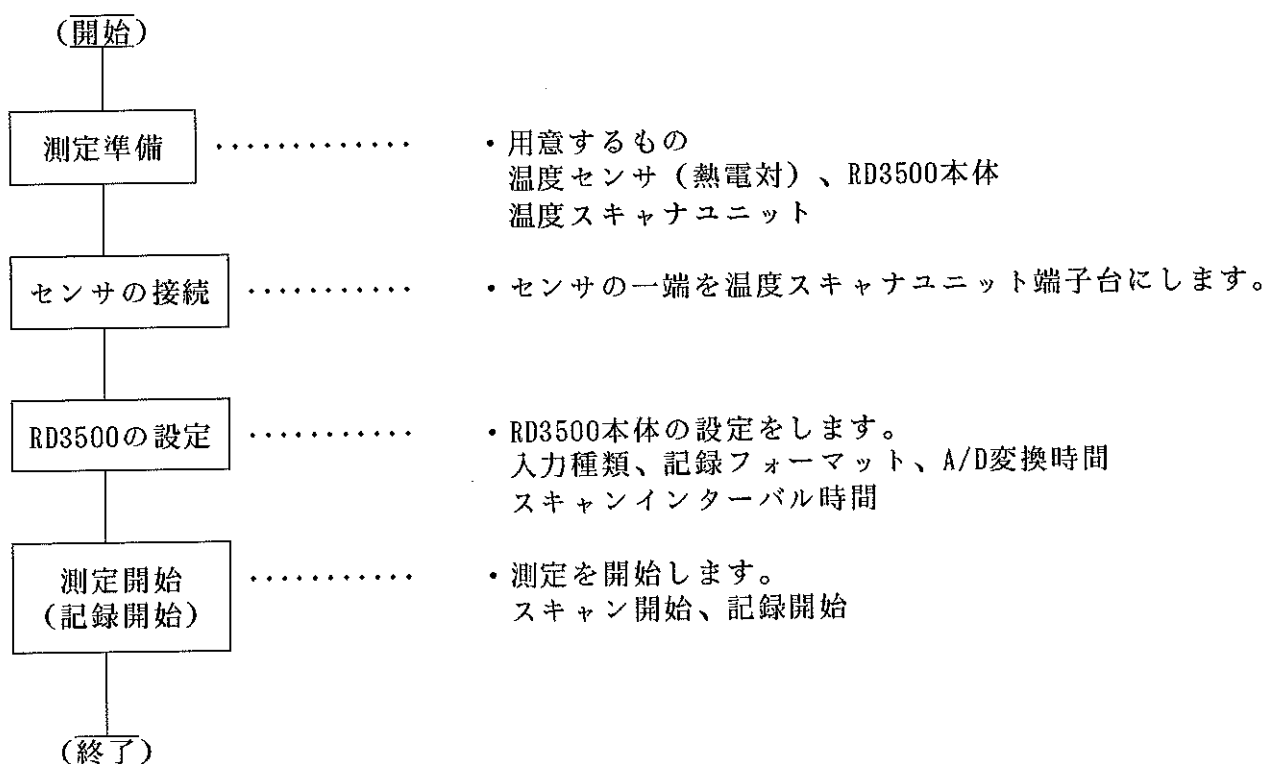 (開始)
測定準備 ・・・・・・・・・・・・・ ・用意するもの
温度センサ（熱電対）、RD3500本体
温度スキャナユニット
センサの接続 ・・・・・・・・・・・ ・センサの一端を温度スキャナユニット端子台にします。
RD3500の設定 ・・・・・・・・・・・ ・RD3500本体の設定をします。
入力種類、記録フォーマット、A/D変換時間
スキャンインターバル時間
測定開始 ・・・・・・・・・・・ ・測定を開始します。
(記録開始) スキャン開始、記録開始
(終了)